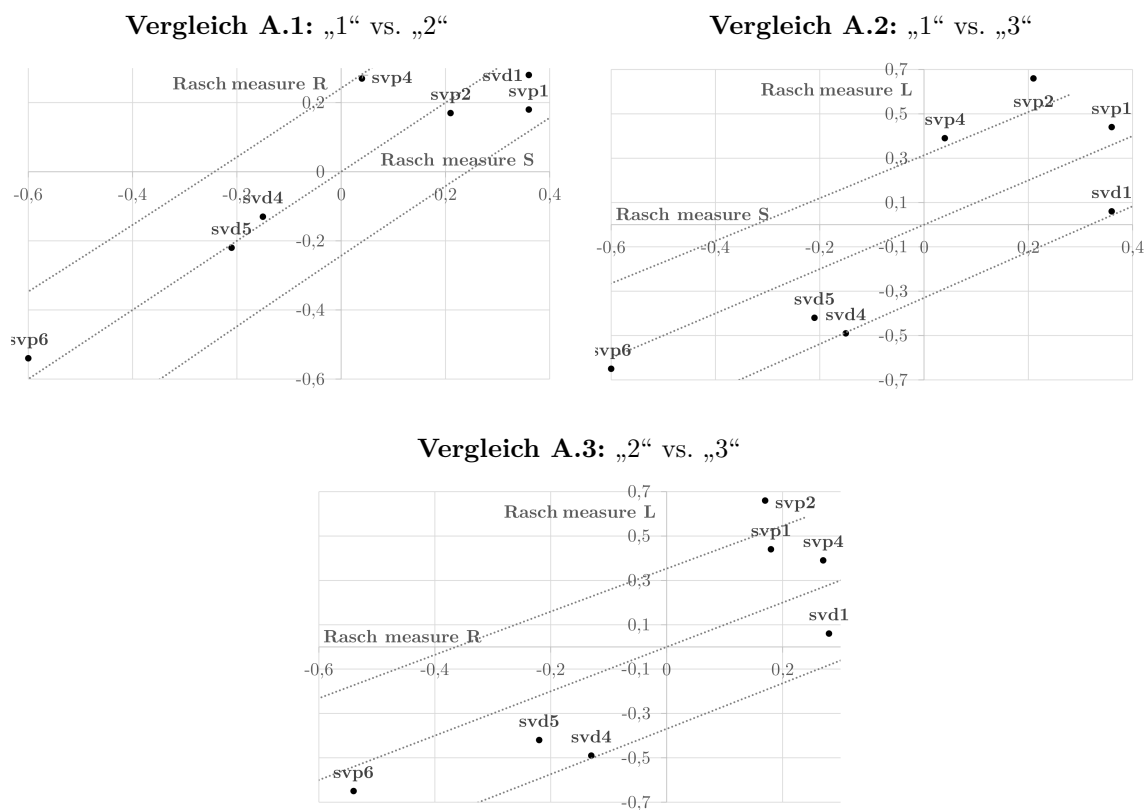 Vergleich A.1: „1“ vs. „2“
Rasch measure R
svp4
svd1
svp2
svp1
0,2
Rasch measure S
0
-0,6
-0,4
-0,2
0
0,2
0,4
svd4
svd5
-0,2
-0,4
svp6
-0,6
Vergleich A.2: „1“ vs. „3“
0,7
Rasch measure L
svp2
svp1
0,5
svp4
0,3
svd1
0,1
Rasch measure S
-0,6
-0,4
-0,2
-0,1
0
0,2
0,4
-0,3
svd5
svd4
-0,5
svp6
-0,7
Vergleich A.3: „2“ vs. „3“
0,7
svp2
Rasch measure L
0,5
svp1
svp4
0,3
svd1
0,1
Rasch measure R
-0,6
-0,4
-0,2
-0,1
0
0,2
-0,3
svd5
svd4
-0,5
svp6
-0,7